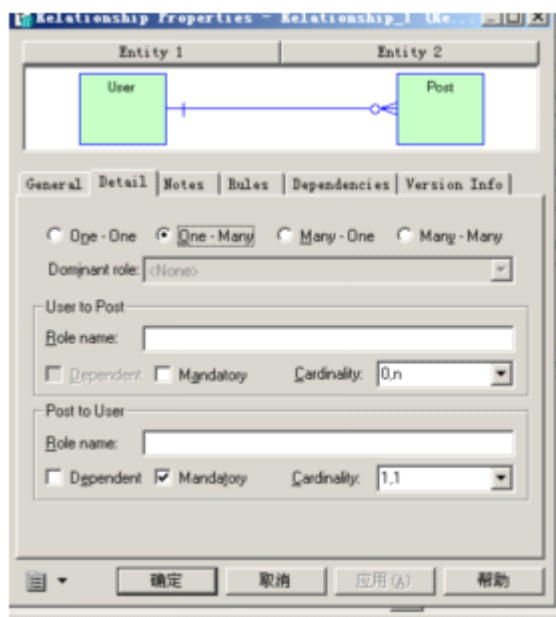 Relationship Properties - Relationship_1 (Re...
Entity 1 Entity 2
User Post
General Detail Notes Rules Dependencies Version Info
One - One One - Many Many - One Many - Many
Dominant role: <None>
User to Post
Role name:
Dependent Mandatory Cardinality: 0,n
Post to User
Role name:
Dependent Mandatory Cardinality: 1,1
确定 取消 应用(A) 帮助